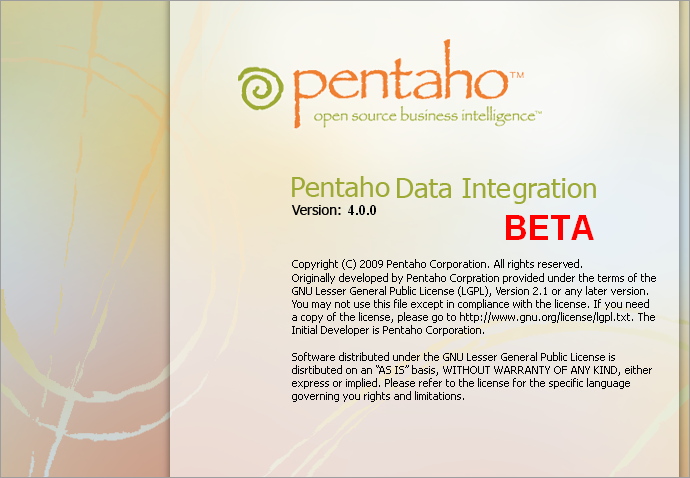 pentaho™
open source business intelligence™
Pentaho Data Integration
Version: 4.0.0
BETA
Copyright (C) 2009 Pentaho Corporation. All rights reserved.
Originally developed by Pentaho Corpration provided under the terms of the
GNU Lesser General Public License (LGPL), Version 2.1 or any later version.
You may not use this file except in compliance with the license. If you need
a copy of the license, please go to http://www.gnu.org/license/lgpl.txt. The
Initial Developer is Pentaho Corporation.
Software distributed under the GNU Lesser General Public License is
disrtibuted on an “AS IS” basis, WITHOUT WARRANTY OF ANY KIND, either
express or implied. Please refer to the license for the specific language
governing you rights and limitations.